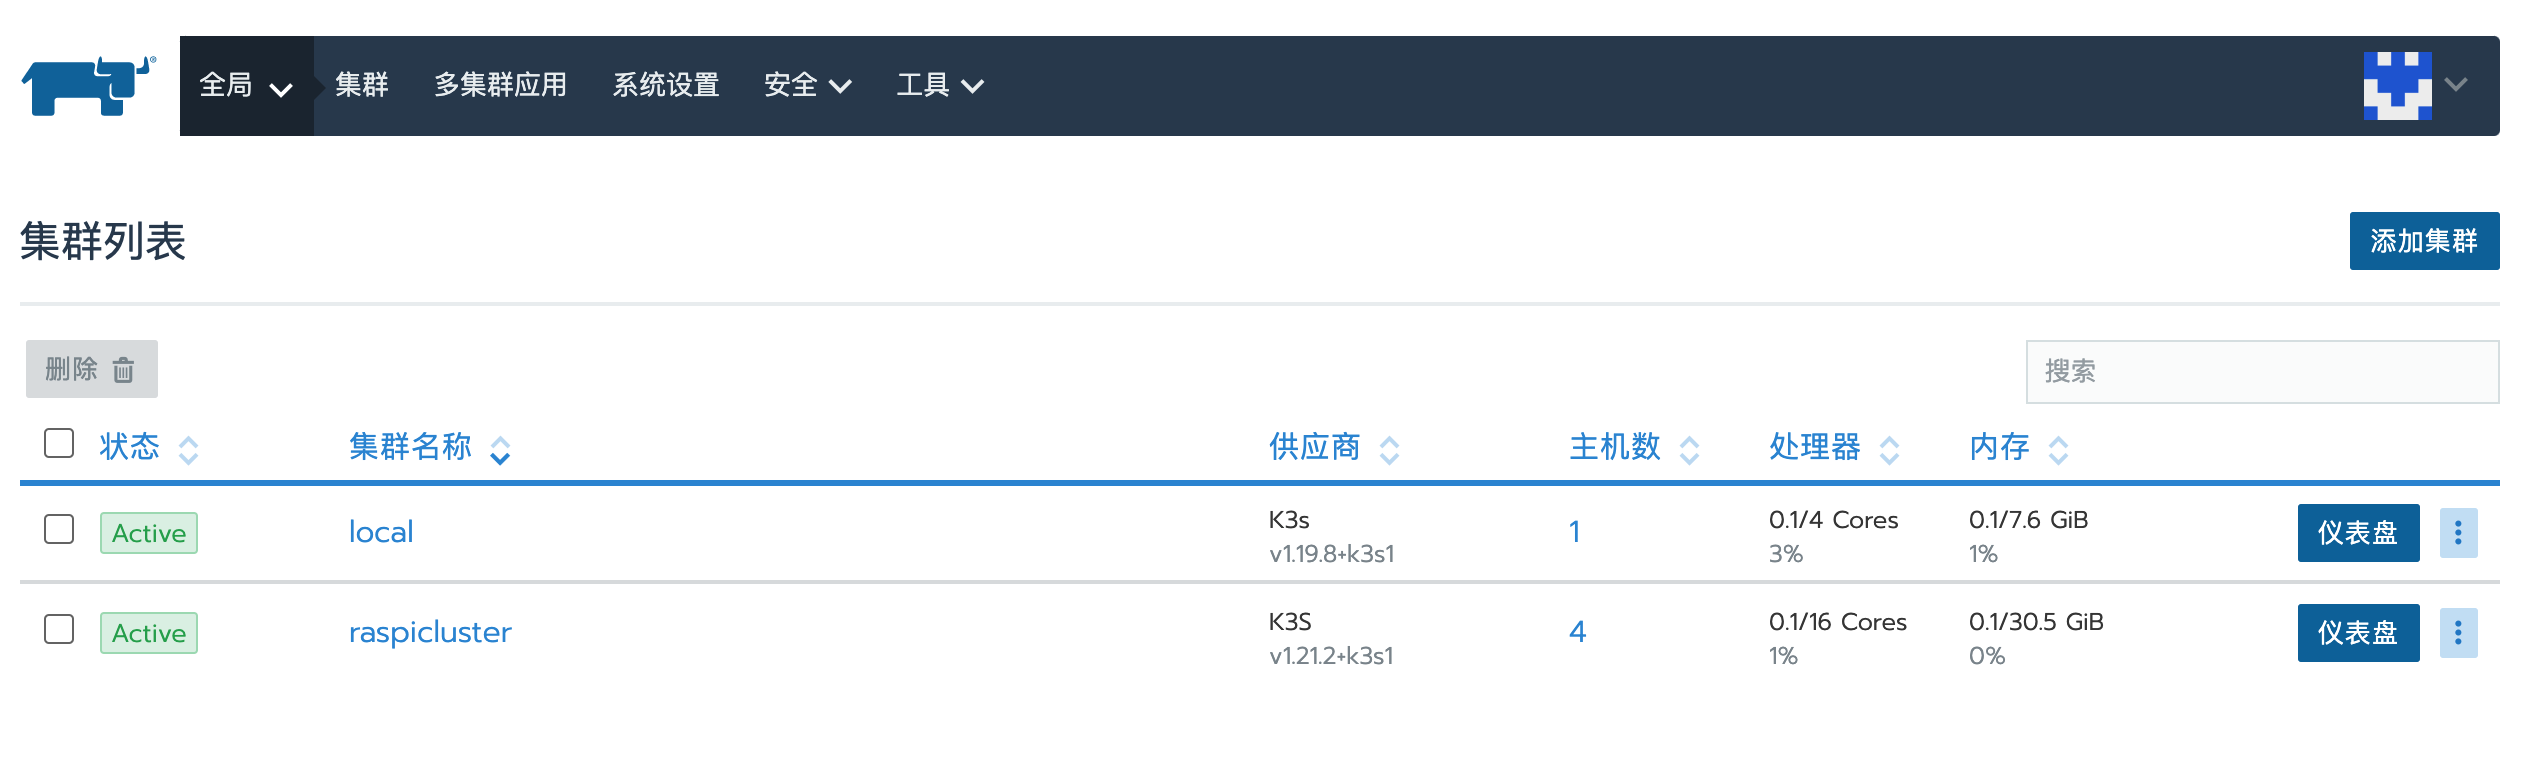 全局 集群 多集群应用 系统设置 安全 工具
集群列表 添加集群
删除 搜索
状态 集群名称 供应商 主机数 处理器 内存
Active local K3s 1 0.1/4 Cores 0.1/7.6 GiB 仪表盘
v1.19.8+k3s1 3% 1%
Active raspicluster K3S 4 0.1/16 Cores 0.1/30.5 GiB 仪表盘
v1.21.2+k3s1 1% 0%